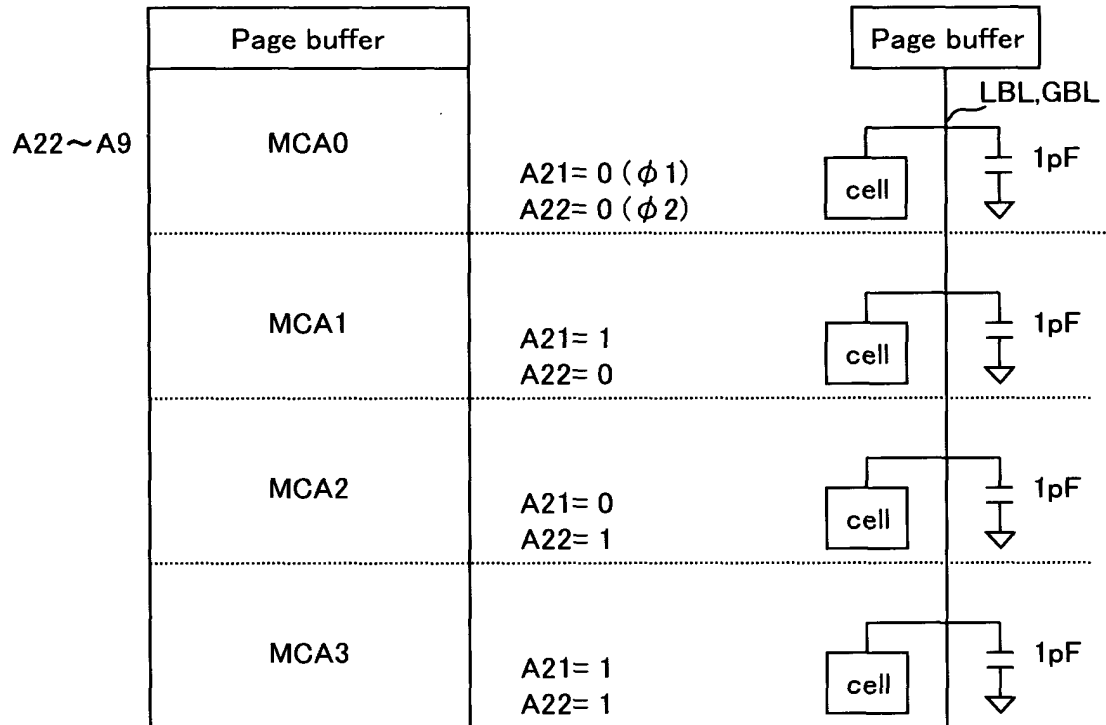 Page buffer
Page buffer
LBL,GBL
A22～A9
MCA0
A21= 0 (φ1)
A22= 0 (φ2)
cell
1pF
MCA1
A21= 1
A22= 0
cell
1pF
MCA2
A21= 0
A22= 1
cell
1pF
MCA3
A21= 1
A22= 1
cell
1pF